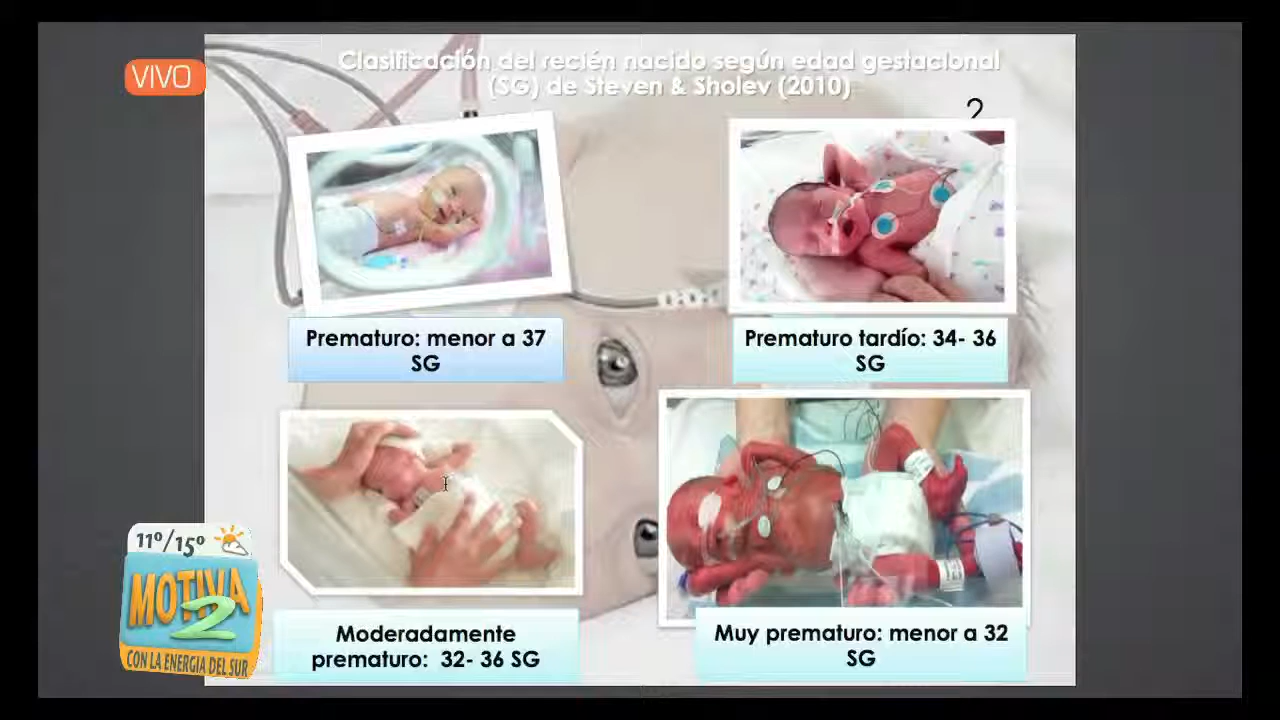 VIVO
Clasificación del recién nacido según edad gestacional
(SG) de Steven & Sholev (2010)
2
Prematuro: menor a 37
SG
Prematuro tardío: 34- 36
SG
Moderadamente
prematuro: 32- 36 SG
Muy prematuro: menor a 32
SG
11º/15º
MOTIVA
2
CON LA ENERGIA DEL SUR